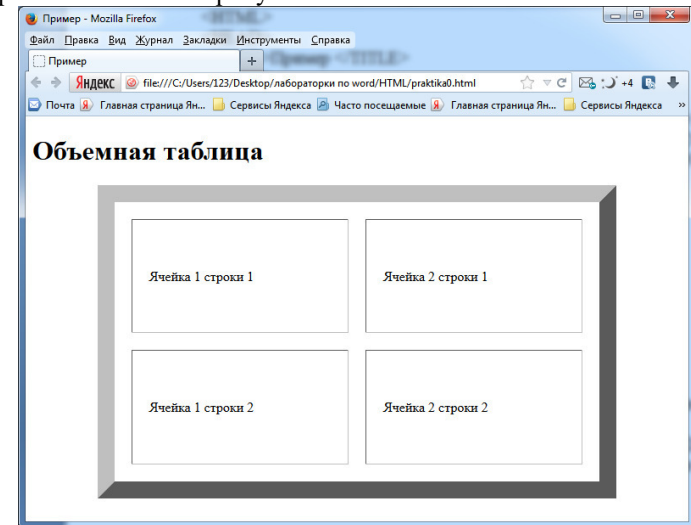 Пример - Mozilla Firefox
Файл Правка Вид Журнал Закладки Инструменты Справка
Пример +
Яндекс file:///C:/Users/123/Desktop/лабораторки по word/HTML/praktika0.html +4
Почта Главная страница Ян... Сервисы Яндекса Часто посещаемые Главная страница Ян... Сервисы Яндекса »
Объемная таблица
Ячейка 1 строки 1 Ячейка 2 строки 1
Ячейка 1 строки 2 Ячейка 2 строки 2